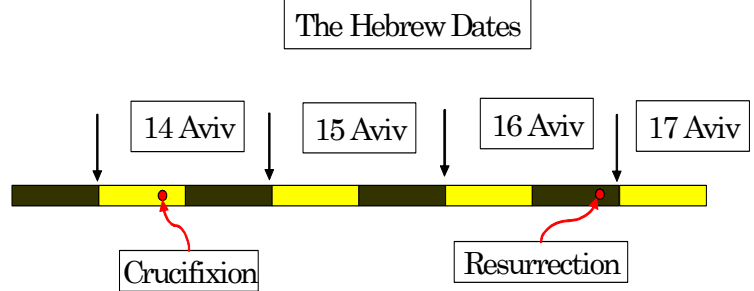 The Hebrew Dates
14 Aviv
15 Aviv
16 Aviv
17 Aviv
Crucifixion
Resurrection